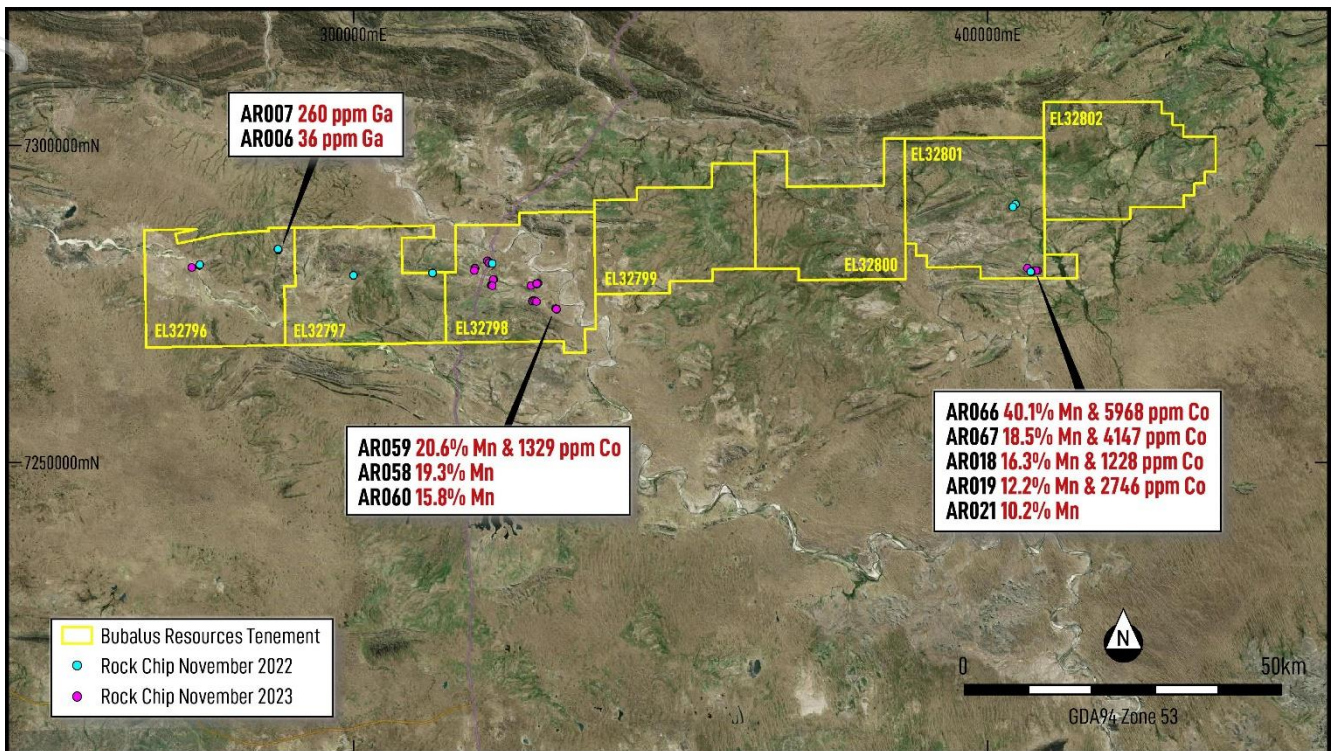 300000mE
400000mE
7300000mN
7250000mN
AR007 260 ppm Ga
AR006 36 ppm Ga
EL32796
EL32797
EL32798
EL32799
EL32800
EL32801
EL32802
AR059 20.6% Mn & 1329 ppm Co
AR058 19.3% Mn
AR060 15.8% Mn
AR066 40.1% Mn & 5968 ppm Co
AR067 18.5% Mn & 4147 ppm Co
AR018 16.3% Mn & 1228 ppm Co
AR019 12.2% Mn & 2746 ppm Co
AR021 10.2% Mn
Bubalus Resources Tenement
Rock Chip November 2022
Rock Chip November 2023
N
0 50km
GDA94 Zone 53